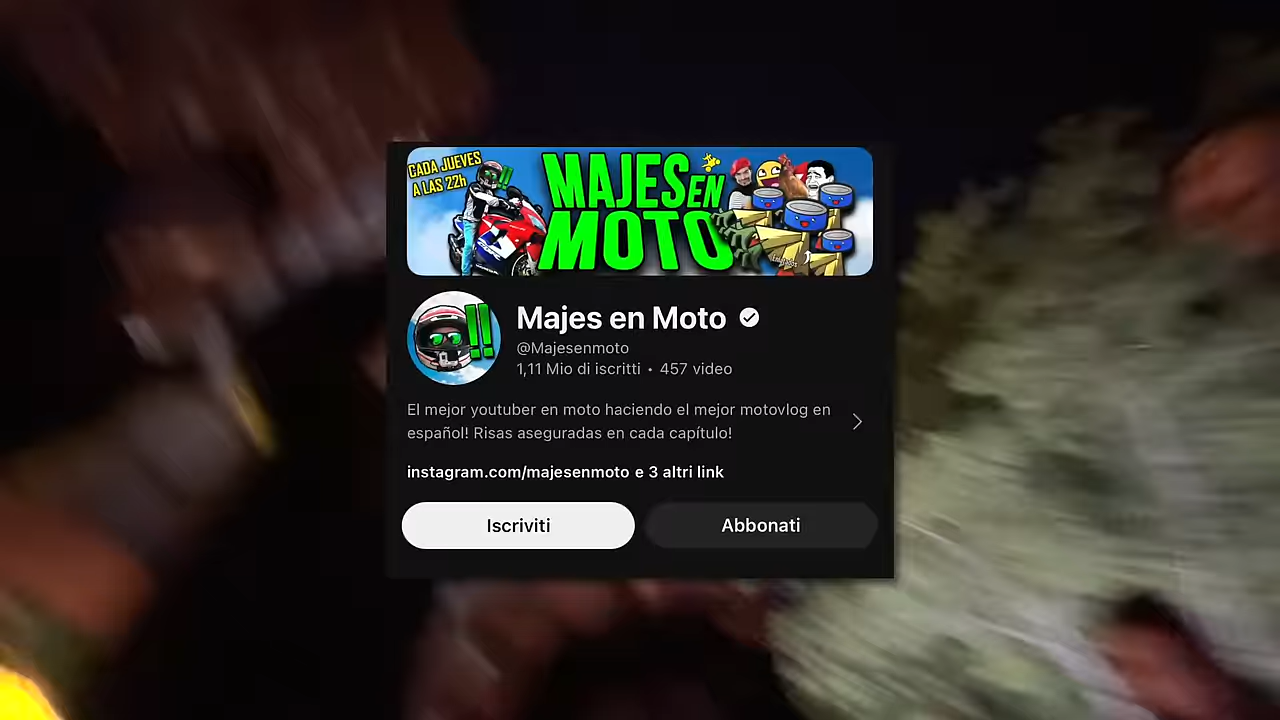 CADA JUEVES
A LAS 22h
MAJES EN
MOTO
Majes en Moto
@Majesenmoto
1,11 Mio di iscritti • 457 video
El mejor youtuber en moto haciendo el mejor motovlog en
español! Risas aseguradas en cada capítulo!
instagram.com/majesenmoto e 3 altri link
Iscriviti
Abbonati